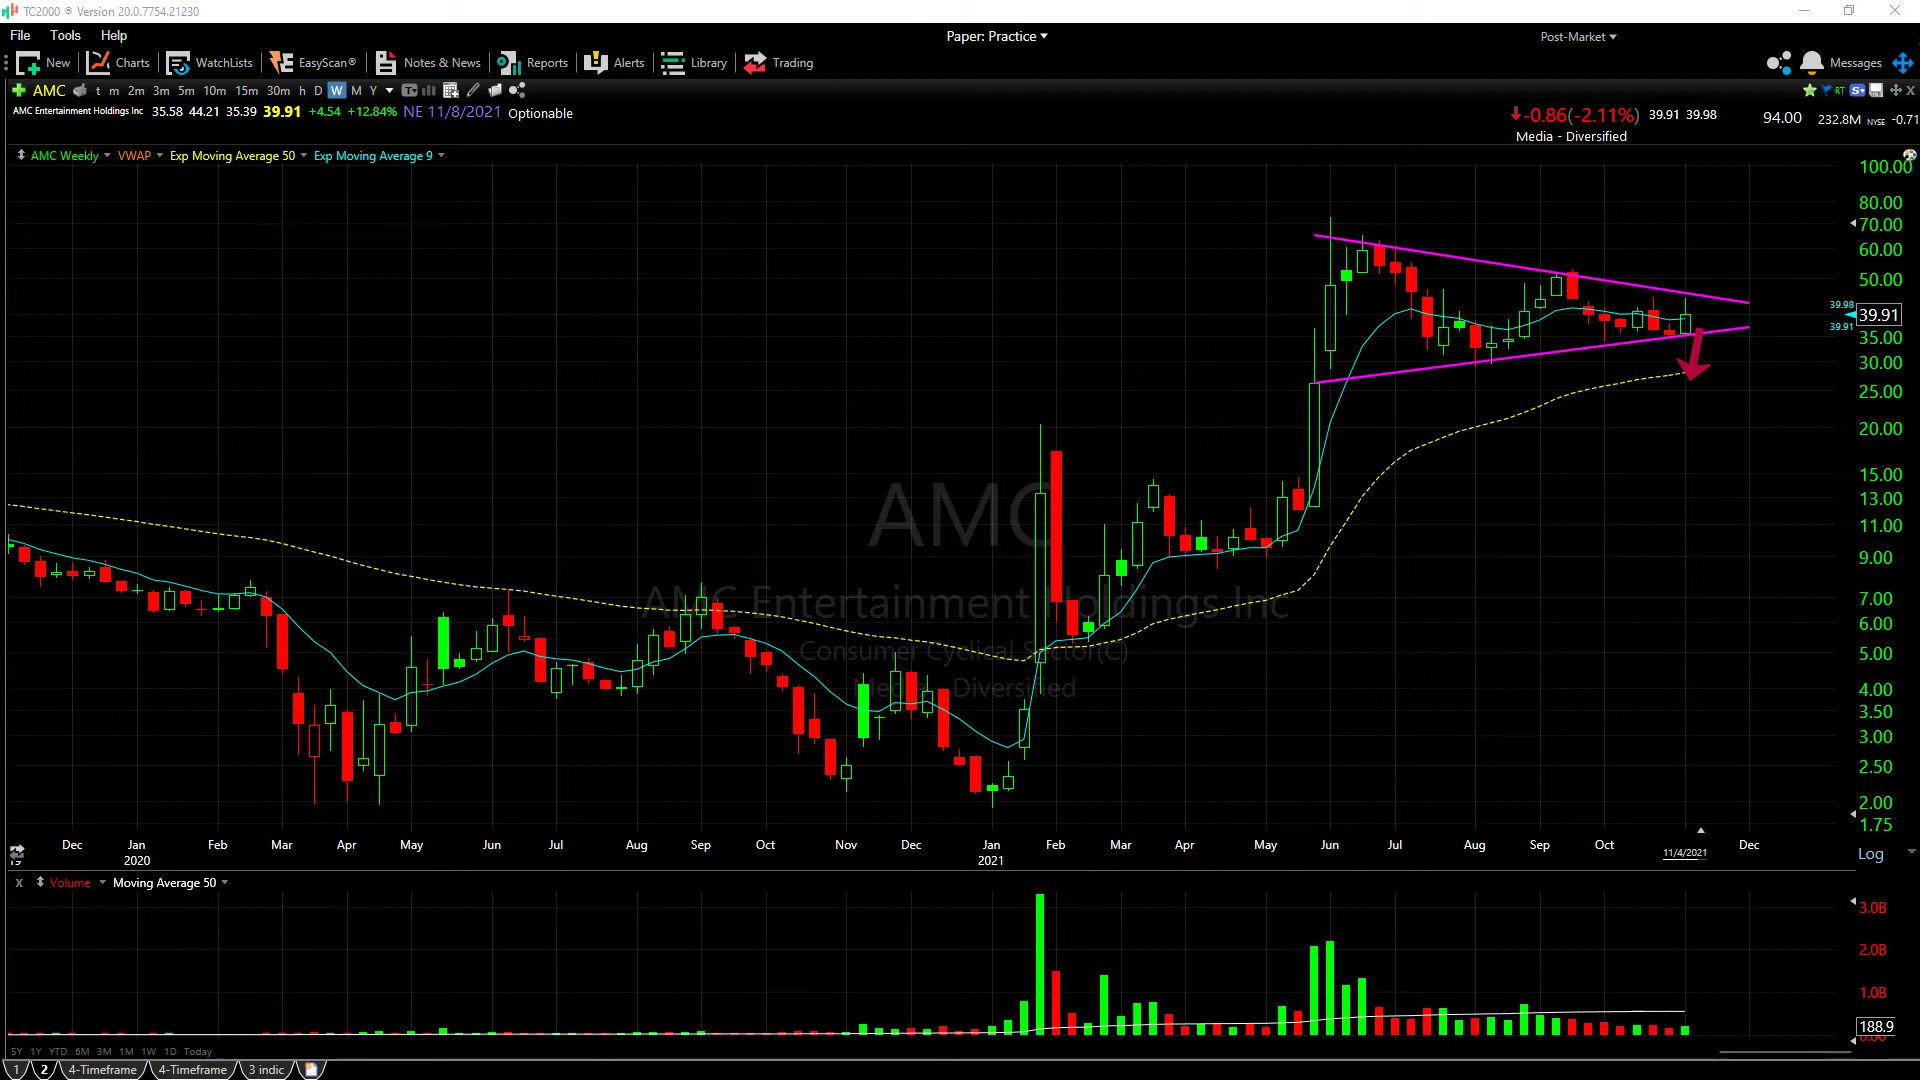 TC2000 ® Version 20.0.7754.21230
File Tools Help
Paper: Practice
Post-Market
New Charts WatchLists EasyScan® Notes & News Reports Alerts Library Trading
Messages
AMC t m 2m 3m 5m 10m 15m 30m h D W M Y
RT
AMC Entertainment Holdings Inc 35.58 44.21 35.39 39.91 +4.54 +12.84% NE 11/8/2021 Optionable
-0.86(-2.11%) 39.91 39.98 94.00 232.8M NYSE -0.71
Media - Diversified
AMC Weekly VWAP Exp Moving Average 50 Exp Moving Average 9
100.00
80.00
70.00
60.00
50.00
39.98
39.91
39.91
35.00
30.00
25.00
20.00
15.00
13.00
11.00
9.00
7.00
6.00
5.00
4.00
3.50
3.00
2.50
2.00
1.75
AMC
AMC Entertainment Holdings Inc
Consumer Cyclical Sector(C)
Media - Diversified
Dec Jan Feb Mar Apr May Jun Jul Aug Sep Oct Nov Dec Jan Feb Mar Apr May Jun Jul Aug Sep Oct 11/4/2021 Dec
2020 2021
Log
X Volume Moving Average 50
3.0B
2.0B
1.0B
188.9
5Y 1Y YTD 6M 3M 1M 1W 1D Today
1 2 4-Timeframe 4-Timeframe 3 indic